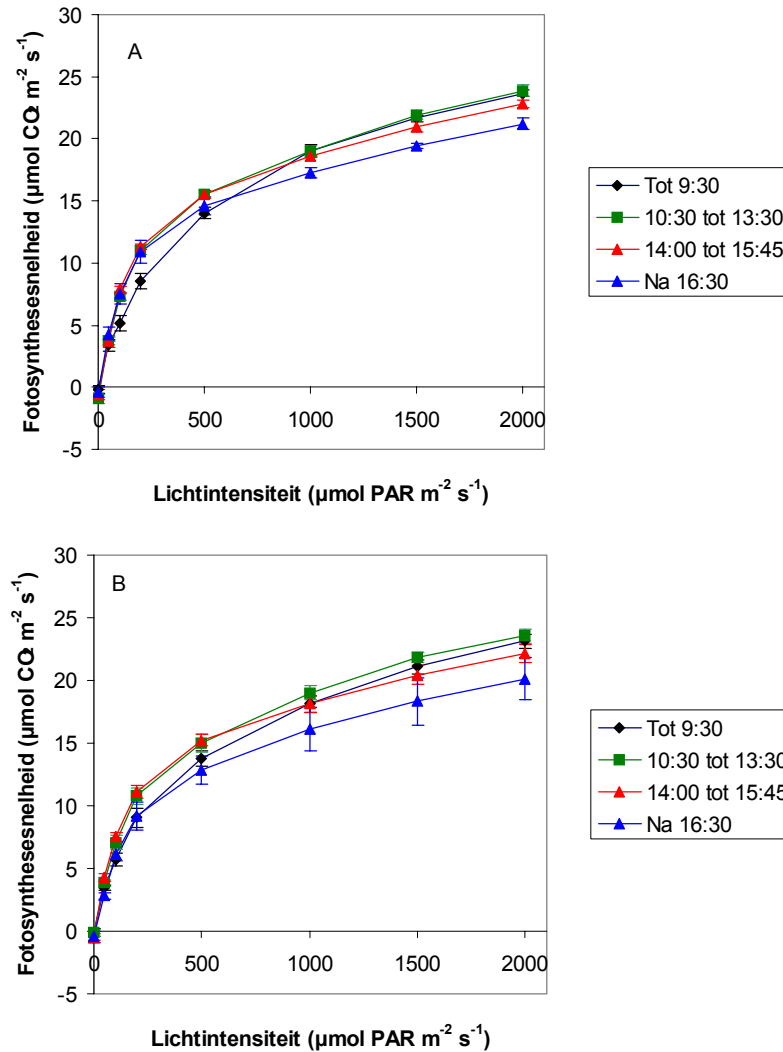 30
25
20
15
10
5
0
-5
A
0 500 1000 1500 2000
Fotosynthesesnelheid (µmol CO2 m-2 s-1)
Lichtintensiteit (µmol PAR m-2 s-1)
Tot 9:30
10:30 tot 13:30
14:00 tot 15:45
Na 16:30
30
25
20
15
10
5
0
-5
B
0 500 1000 1500 2000
Fotosynthesesnelheid (µmol CO2 m-2 s-1)
Lichtintensiteit (µmol PAR m-2 s-1)
Tot 9:30
10:30 tot 13:30
14:00 tot 15:45
Na 16:30